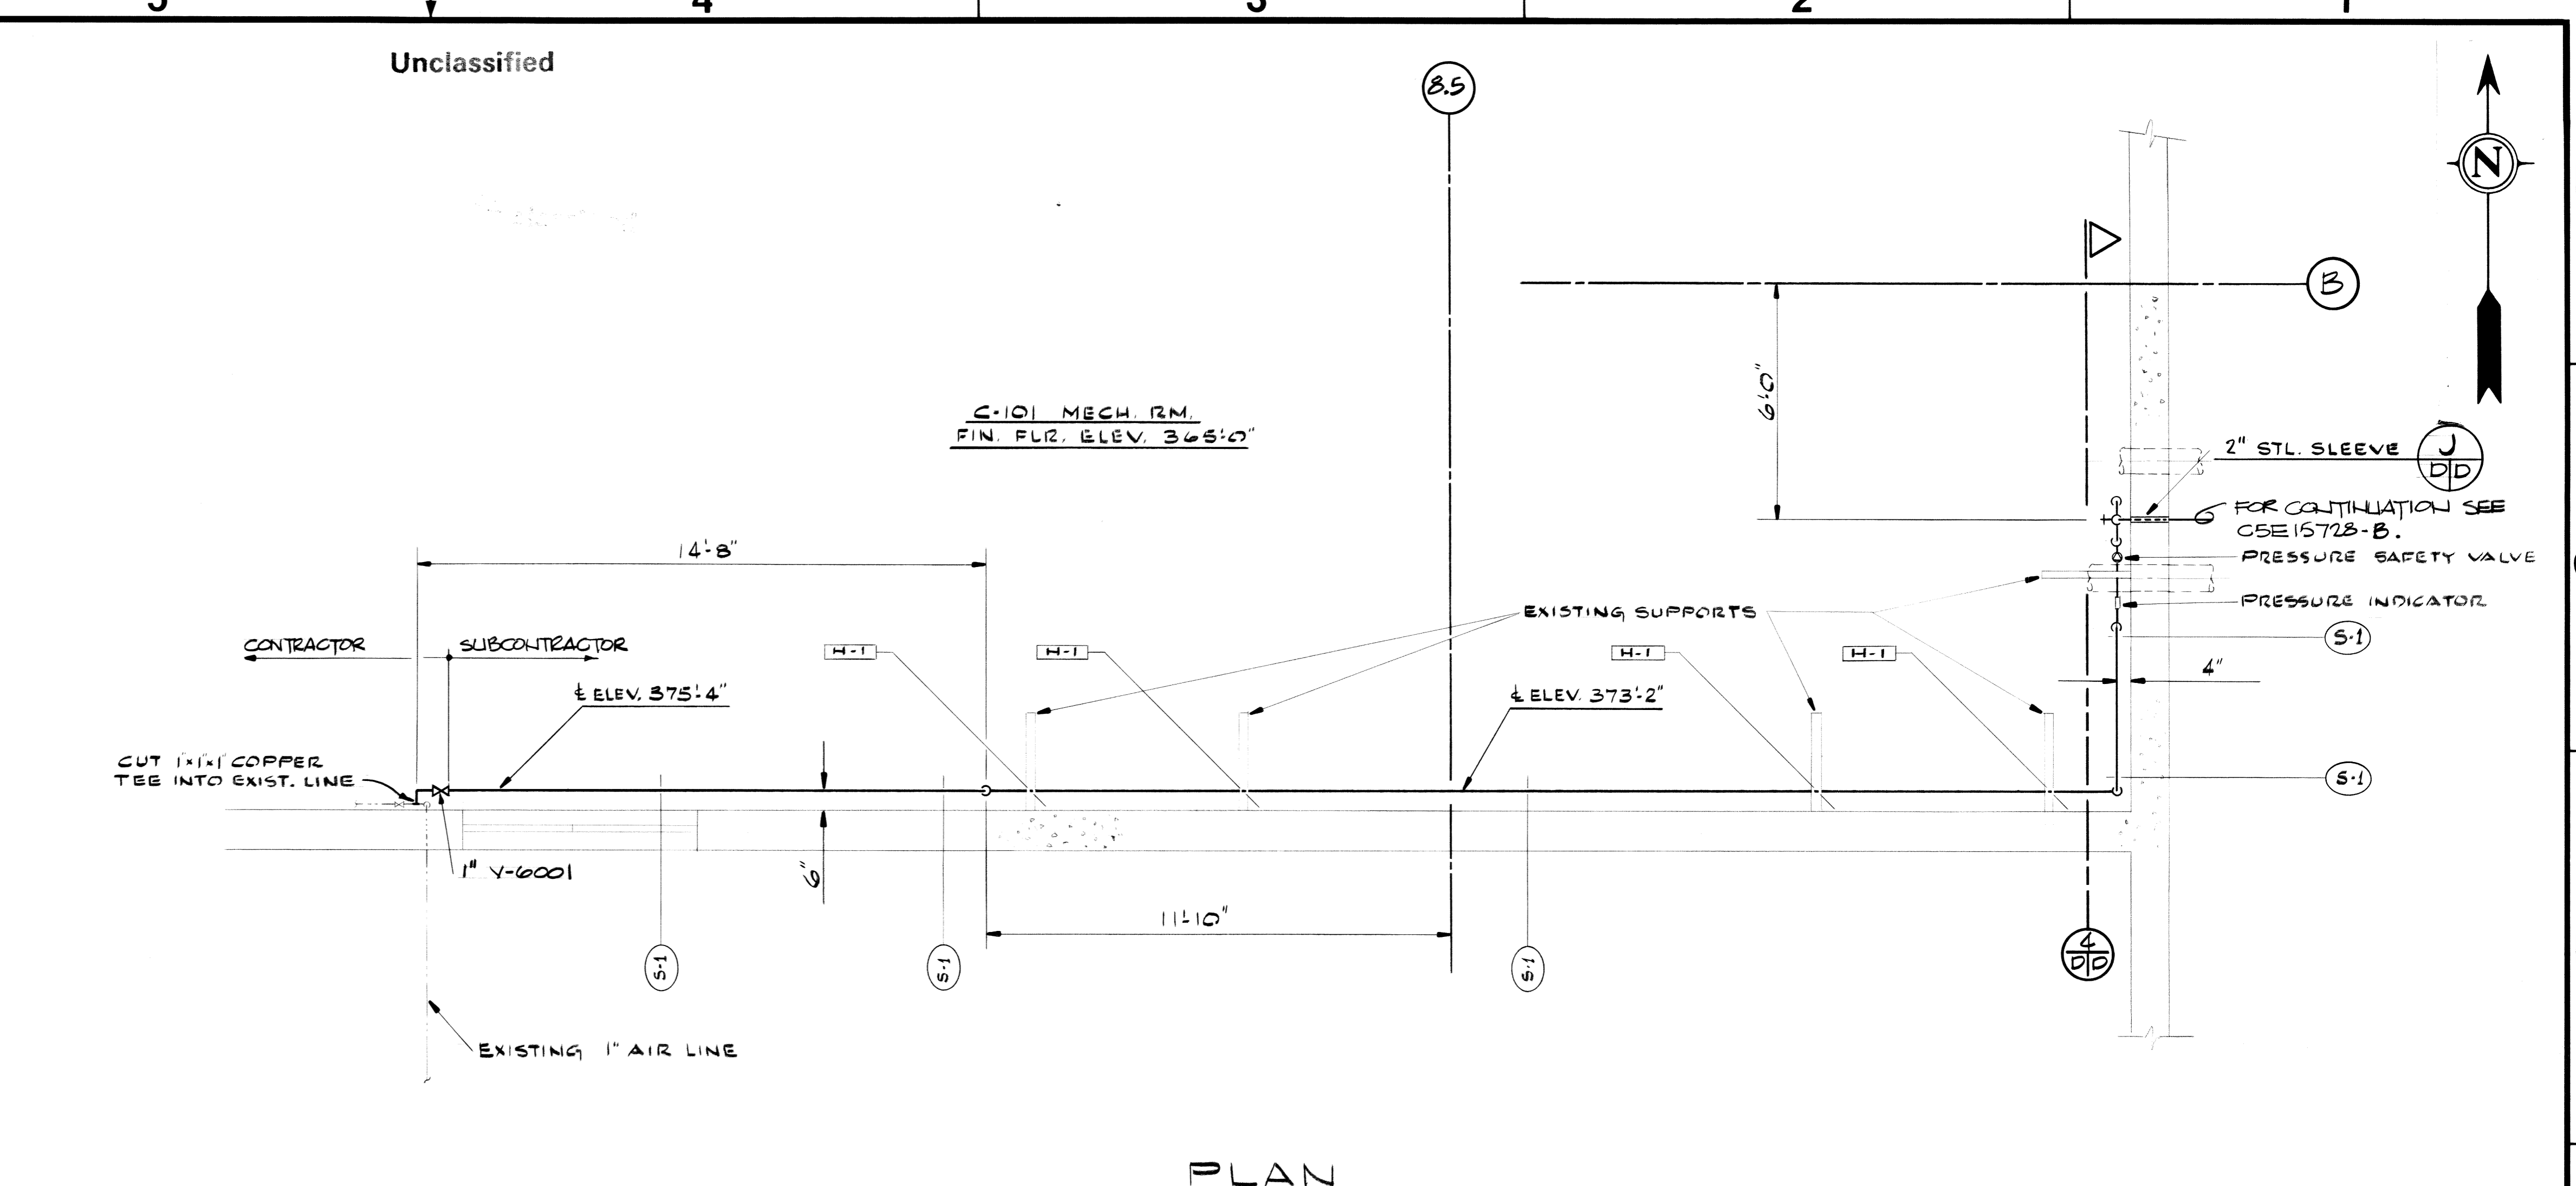 5 4 3 2 1
Unclassified
8.5
N
B
6'-0"
C-101 MECH. RM.
FIN. FLR. ELEV. 365'-0"
2" STL. SLEEVE
J
D D
FOR CONTINUATION SEE
C5E15728-B.
PRESSURE SAFETY VALVE
PRESSURE INDICATOR
14'-8"
EXISTING SUPPORTS
CONTRACTOR
SUBCONTRACTOR
H-1
H-1
H-1
H-1
S-1
4"
℄ ELEV. 375'-4"
℄ ELEV. 373'-2"
CUT 1"x1"x1" COPPER
TEE INTO EXIST. LINE
S-1
1" V-6001
6"
11'-10"
S-1
S-1
S-1
4
D D
EXISTING 1" AIR LINE
PLAN